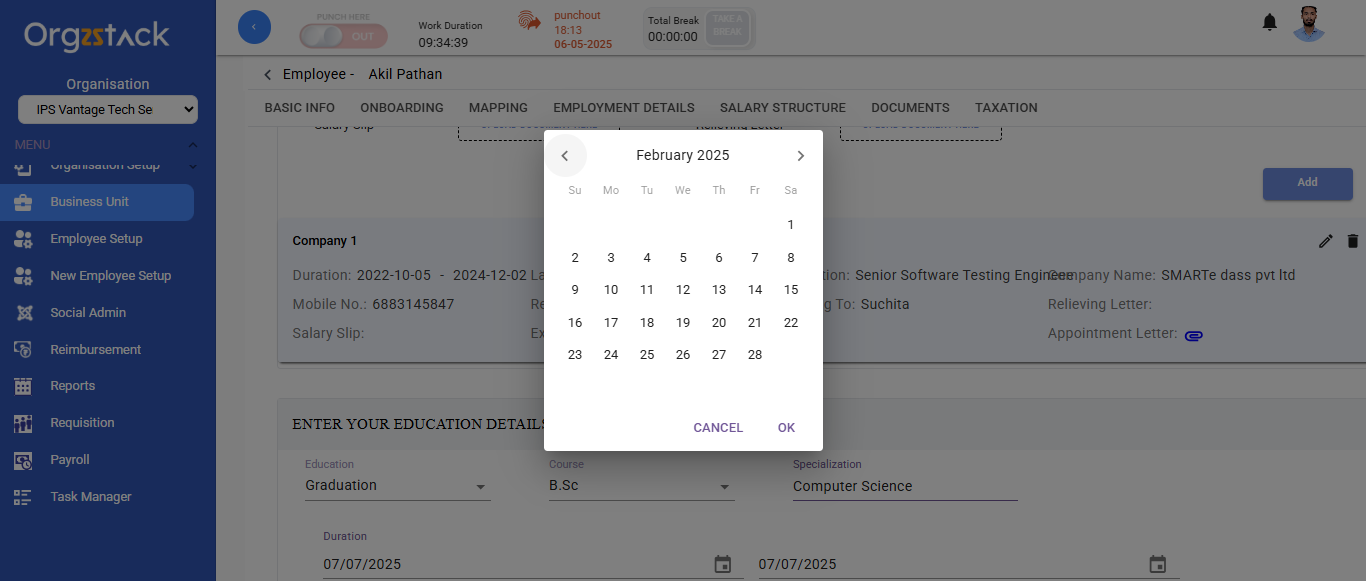 Orgzstack
Organisation
IPS Vantage Tech Se
MENU
Organisation Setup
Business Unit
Employee Setup
New Employee Setup
Social Admin
Reimbursement
Reports
Requisition
Payroll
Task Manager
PUNCH HERE
OUT
Work Duration
09:34:39
punchout
18:13
06-05-2025
Total Break
00:00:00
TAKE A
BREAK
Employee - Akil Pathan
BASIC INFO ONBOARDING MAPPING EMPLOYMENT DETAILS SALARY STRUCTURE DOCUMENTS TAXATION
Salary Slip Relieving Letter
Add
Company 1
Duration: 2022-10-05 - 2024-12-02 La
tion: Senior Software Testing Engineer
Company Name: SMARTe dass pvt ltd
Mobile No.: 6883145847 Re
g To: Suchita
Relieving Letter:
Salary Slip: Ex
Appointment Letter:
February 2025
Su Mo Tu We Th Fr Sa
1
2 3 4 5 6 7 8
9 10 11 12 13 14 15
16 17 18 19 20 21 22
23 24 25 26 27 28
CANCEL OK
ENTER YOUR EDUCATION DETAILS
Education Course Specialization
Graduation B.Sc Computer Science
Duration
07/07/2025 07/07/2025